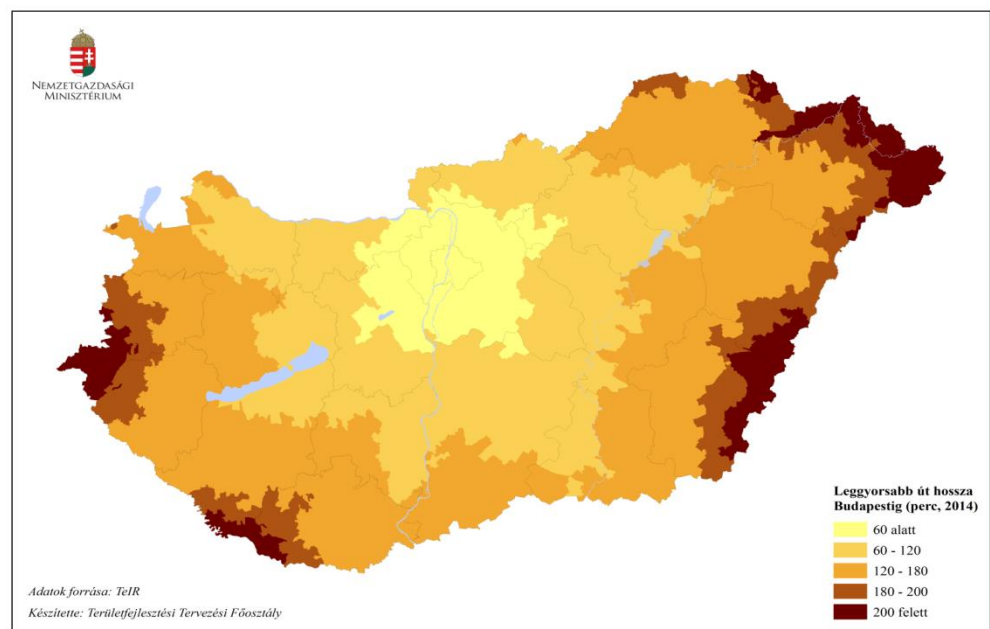 NEMZETGAZDASÁGI
MINISZTÉRIUM
Leggyorsabb út hossza
Budapestig (perc, 2014)
60 alatt
60 - 120
120 - 180
180 - 200
200 felett
Adatok forrása: TeIR
Készítette: Területfejlesztési Tervezési Főosztály